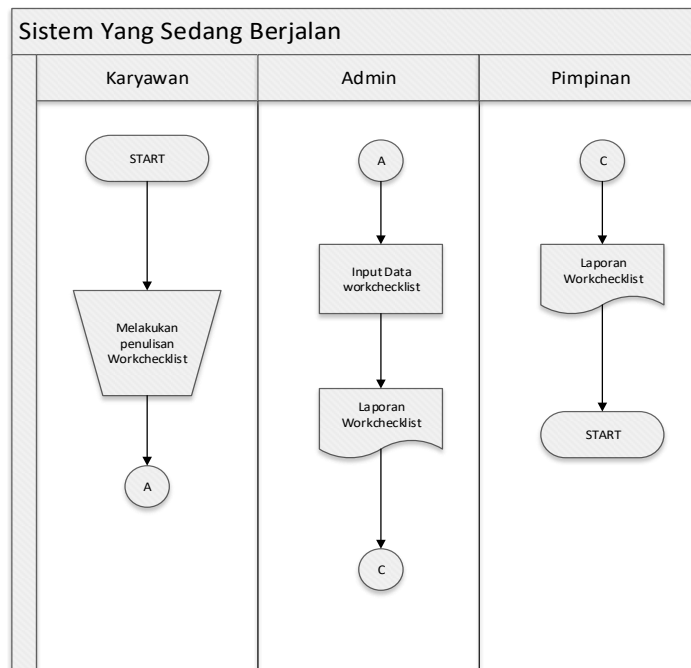 Sistem Yang Sedang Berjalan
Karyawan
Admin
Pimpinan
START
Melakukan
penulisan
Workchecklist
A
A
Input Data
workchecklist
Laporan
Workchecklist
C
C
Laporan
Workchecklist
START